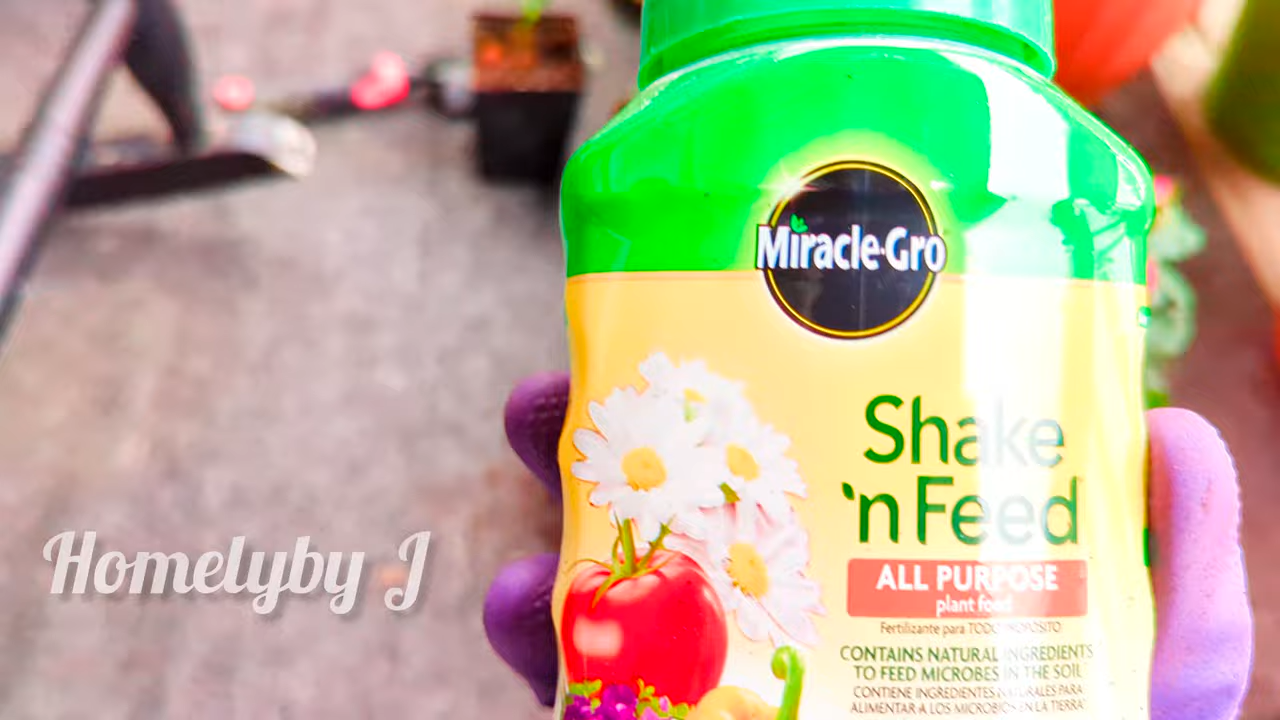 Miracle-Gro
Shake
'n Feed
ALL PURPOSE
plant food
Fertilizante para TODO PROPÓSITO
CONTAINS NATURAL INGREDIENTS
TO FEED MICROBES IN THE SOIL
CONTIENE INGREDIENTES NATURALES PARA
ALIMENTAR A LOS MICROBIOS EN LA TIERRA
Homelyby J